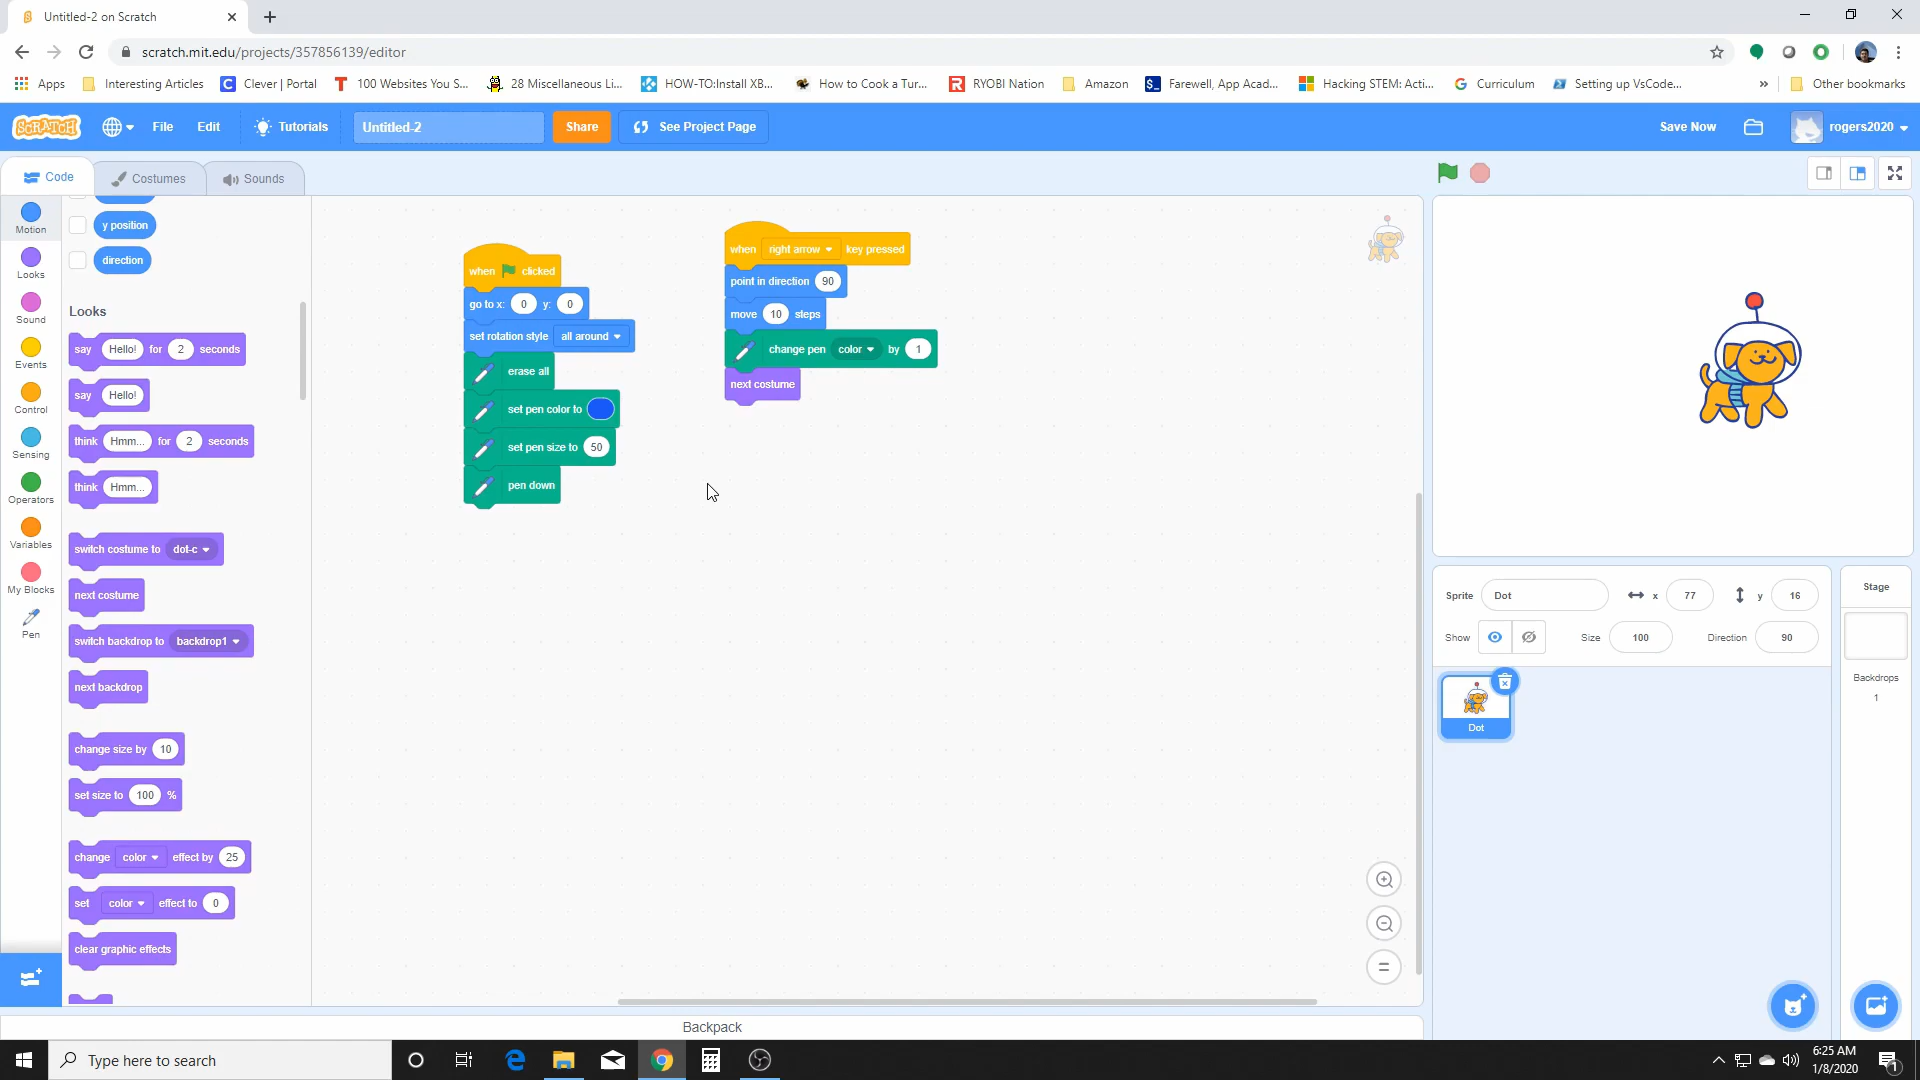 Untitled-2 on Scratch
scratch.mit.edu/projects/357856139/editor
Apps Interesting Articles Clever | Portal 100 Websites You S... 28 Miscellaneous Li... HOW-TO:Install XB... How to Cook a Tur... RYOBI Nation Amazon Farewell, App Acad... Hacking STEM: Acti... Curriculum Setting up VsCode... » Other bookmarks
SCRATCH File Edit Tutorials Untitled-2 Share See Project Page Save Now rogers2020
Code Costumes Sounds
Motion
Looks
Sound
Events
Control
Sensing
Operators
Variables
My Blocks
Pen
y position
direction
Looks
say Hello! for 2 seconds
say Hello!
think Hmm... for 2 seconds
think Hmm...
switch costume to dot-c
next costume
switch backdrop to backdrop1
next backdrop
change size by 10
set size to 100 %
change color effect by 25
set color effect to 0
clear graphic effects
when clicked
go to x: 0 y: 0
set rotation style all around
erase all
set pen color to
set pen size to 50
pen down
when right arrow key pressed
point in direction 90
move 10 steps
change pen color by 1
next costume
Sprite Dot x 77 y 16
Show Size 100 Direction 90
Dot
Stage
Backdrops
1
Backpack
Type here to search
6:25 AM
1/8/2020
1